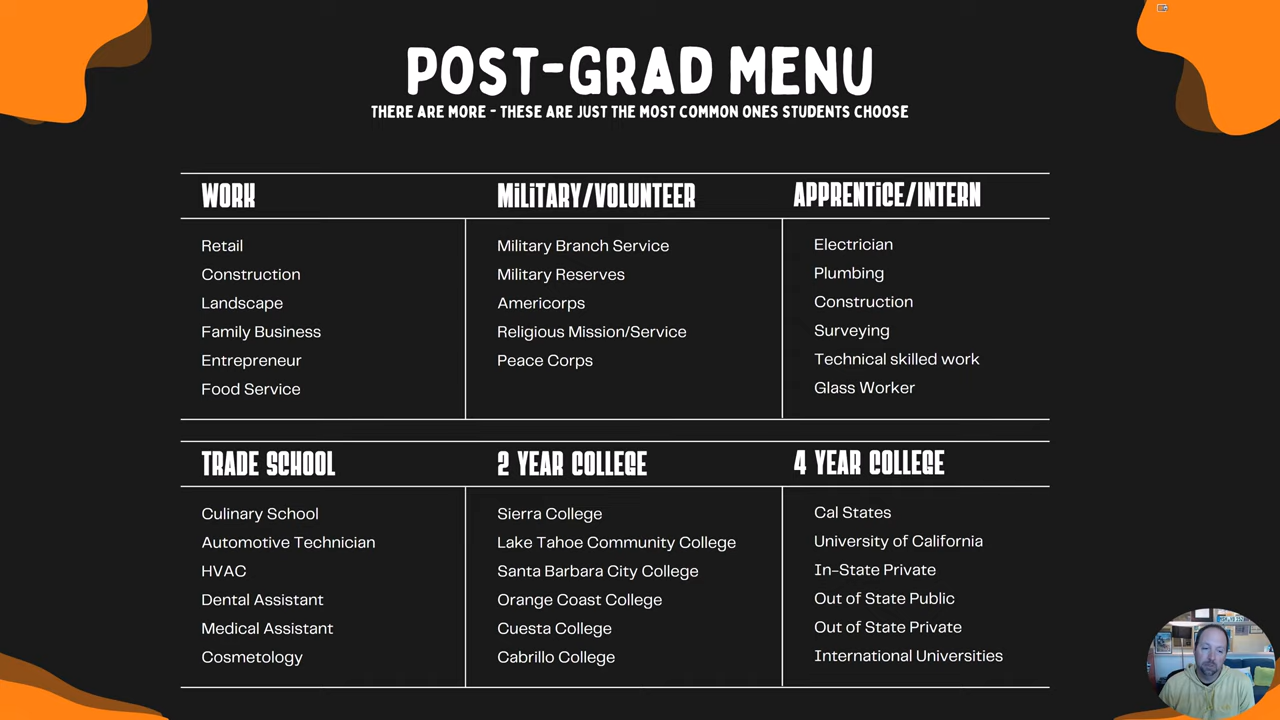 POST-GRAD MENU
THERE ARE MORE - THESE ARE JUST THE MOST COMMON ONES STUDENTS CHOOSE
WORK
Retail
Construction
Landscape
Family Business
Entrepreneur
Food Service
MILITARY/VOLUNTEER
Military Branch Service
Military Reserves
Americorps
Religious Mission/Service
Peace Corps
APPRENTICE/INTERN
Electrician
Plumbing
Construction
Surveying
Technical skilled work
Glass Worker
TRADE SCHOOL
Culinary School
Automotive Technician
HVAC
Dental Assistant
Medical Assistant
Cosmetology
2 YEAR COLLEGE
Sierra College
Lake Tahoe Community College
Santa Barbara City College
Orange Coast College
Cuesta College
Cabrillo College
4 YEAR COLLEGE
Cal States
University of California
In-State Private
Out of State Public
Out of State Private
International Universities